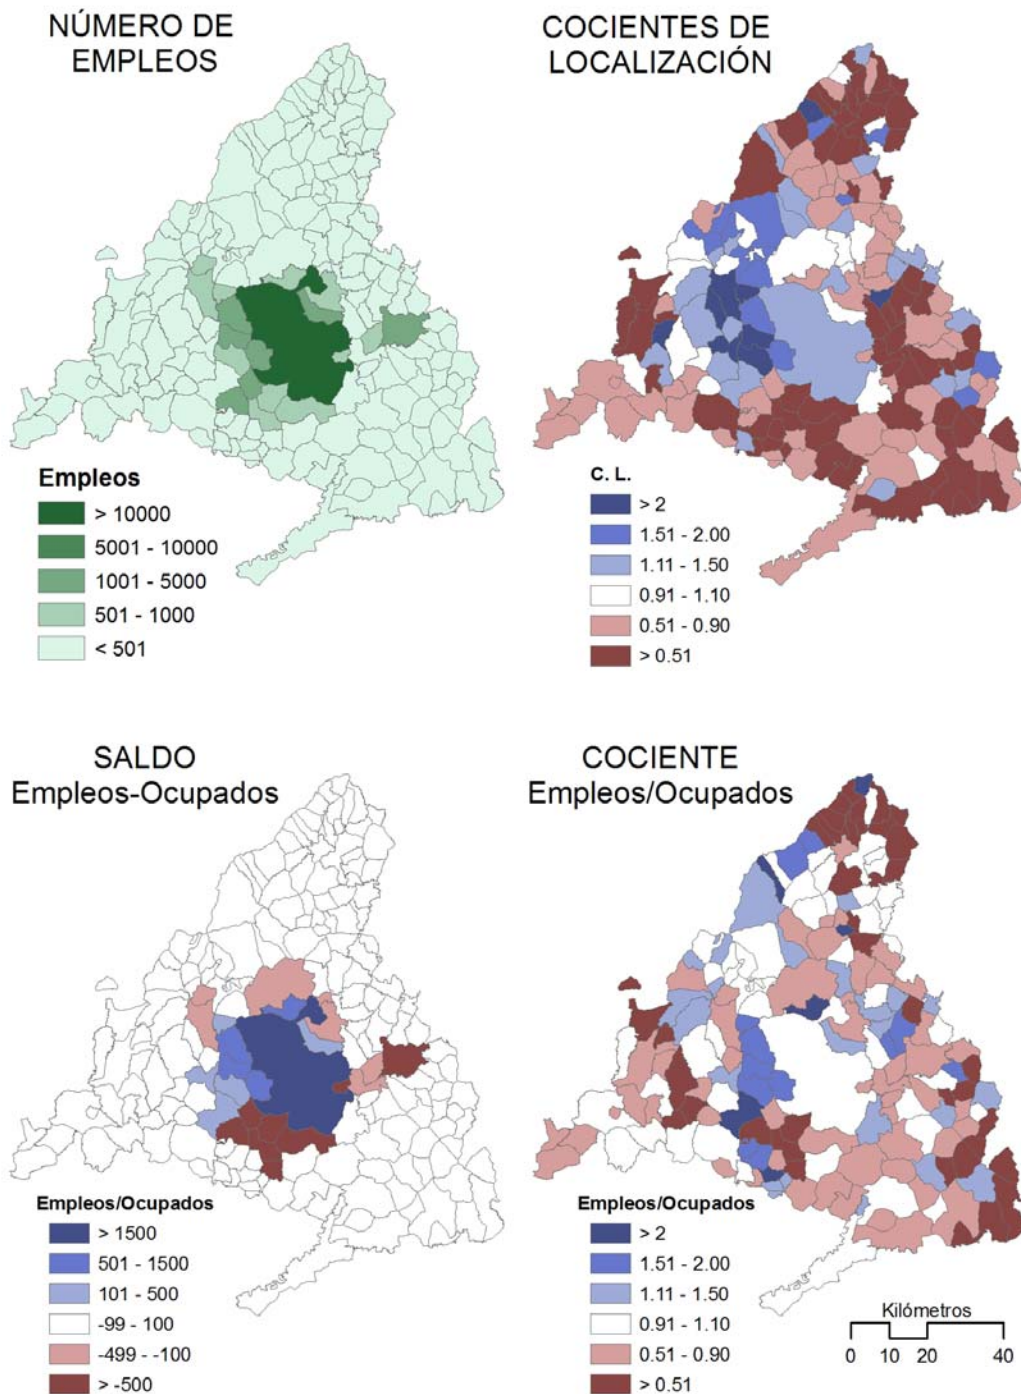 NÚMERO DE
EMPLEOS
COCIENTES DE
LOCALIZACIÓN
Empleos
> 10000
5001 - 10000
1001 - 5000
501 - 1000
< 501
C. L.
> 2
1.51 - 2.00
1.11 - 1.50
0.91 - 1.10
0.51 - 0.90
> 0.51
SALDO
Empleos-Ocupados
COCIENTE
Empleos/Ocupados
Empleos/Ocupados
> 1500
501 - 1500
101 - 500
-99 - 100
-499 - -100
> -500
Empleos/Ocupados
> 2
1.51 - 2.00
1.11 - 1.50
0.91 - 1.10
0.51 - 0.90
> 0.51
Kilómetros
0 10 20 40